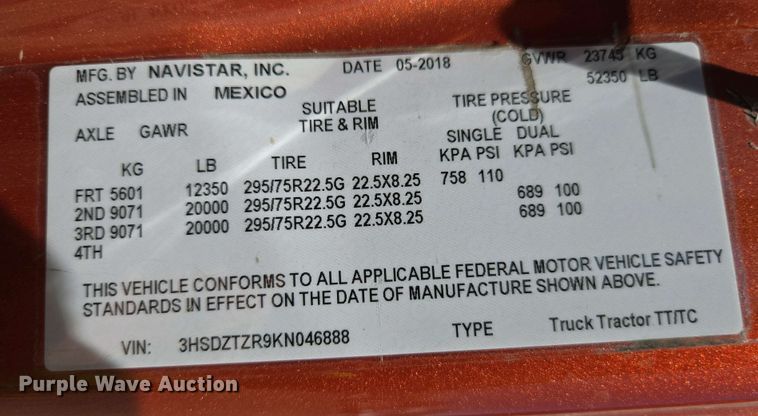 MFG. BY NAVISTAR, INC. DATE 05-2018 GVWR 23745 KG
ASSEMBLED IN MEXICO 52350 LB
SUITABLE TIRE PRESSURE
AXLE GAWR TIRE & RIM (COLD)
SINGLE DUAL
KG LB TIRE RIM KPA PSI KPA PSI
FRT 5601 12350 295/75R22.5G 22.5X8.25 758 110
2ND 9071 20000 295/75R22.5G 22.5X8.25 689 100
3RD 9071 20000 295/75R22.5G 22.5X8.25 689 100
4TH
THIS VEHICLE CONFORMS TO ALL APPLICABLE FEDERAL MOTOR VEHICLE SAFETY
STANDARDS IN EFFECT ON THE DATE OF MANUFACTURE SHOWN ABOVE.
VIN: 3HSDZTZR9KN046888 TYPE Truck Tractor TT/TC
Purple Wave Auction